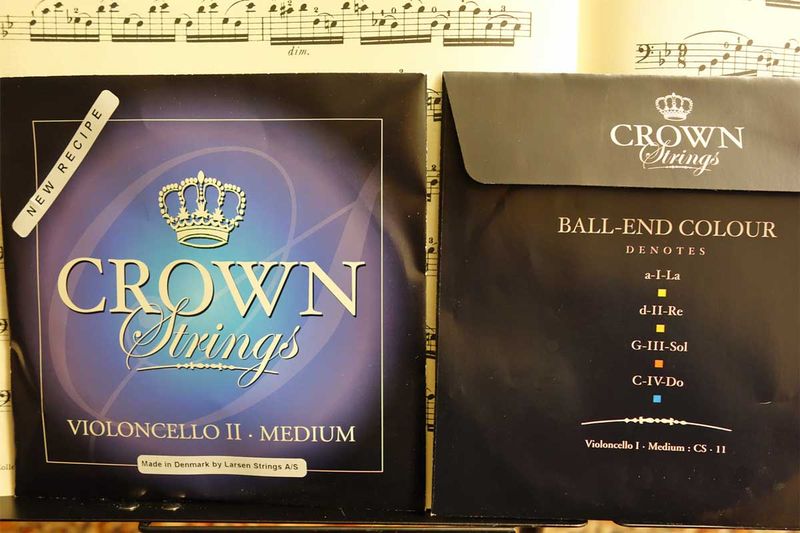 dim.
NEW RECIPE
CROWN
Strings
VIOLONCELLO II · MEDIUM
Made in Denmark by Larsen Strings A/S
CROWN
Strings
BALL-END COLOUR
DENOTES
a-I-La
d-II-Re
G-III-Sol
C-IV-Do
Violoncello I · Medium : CS · 11